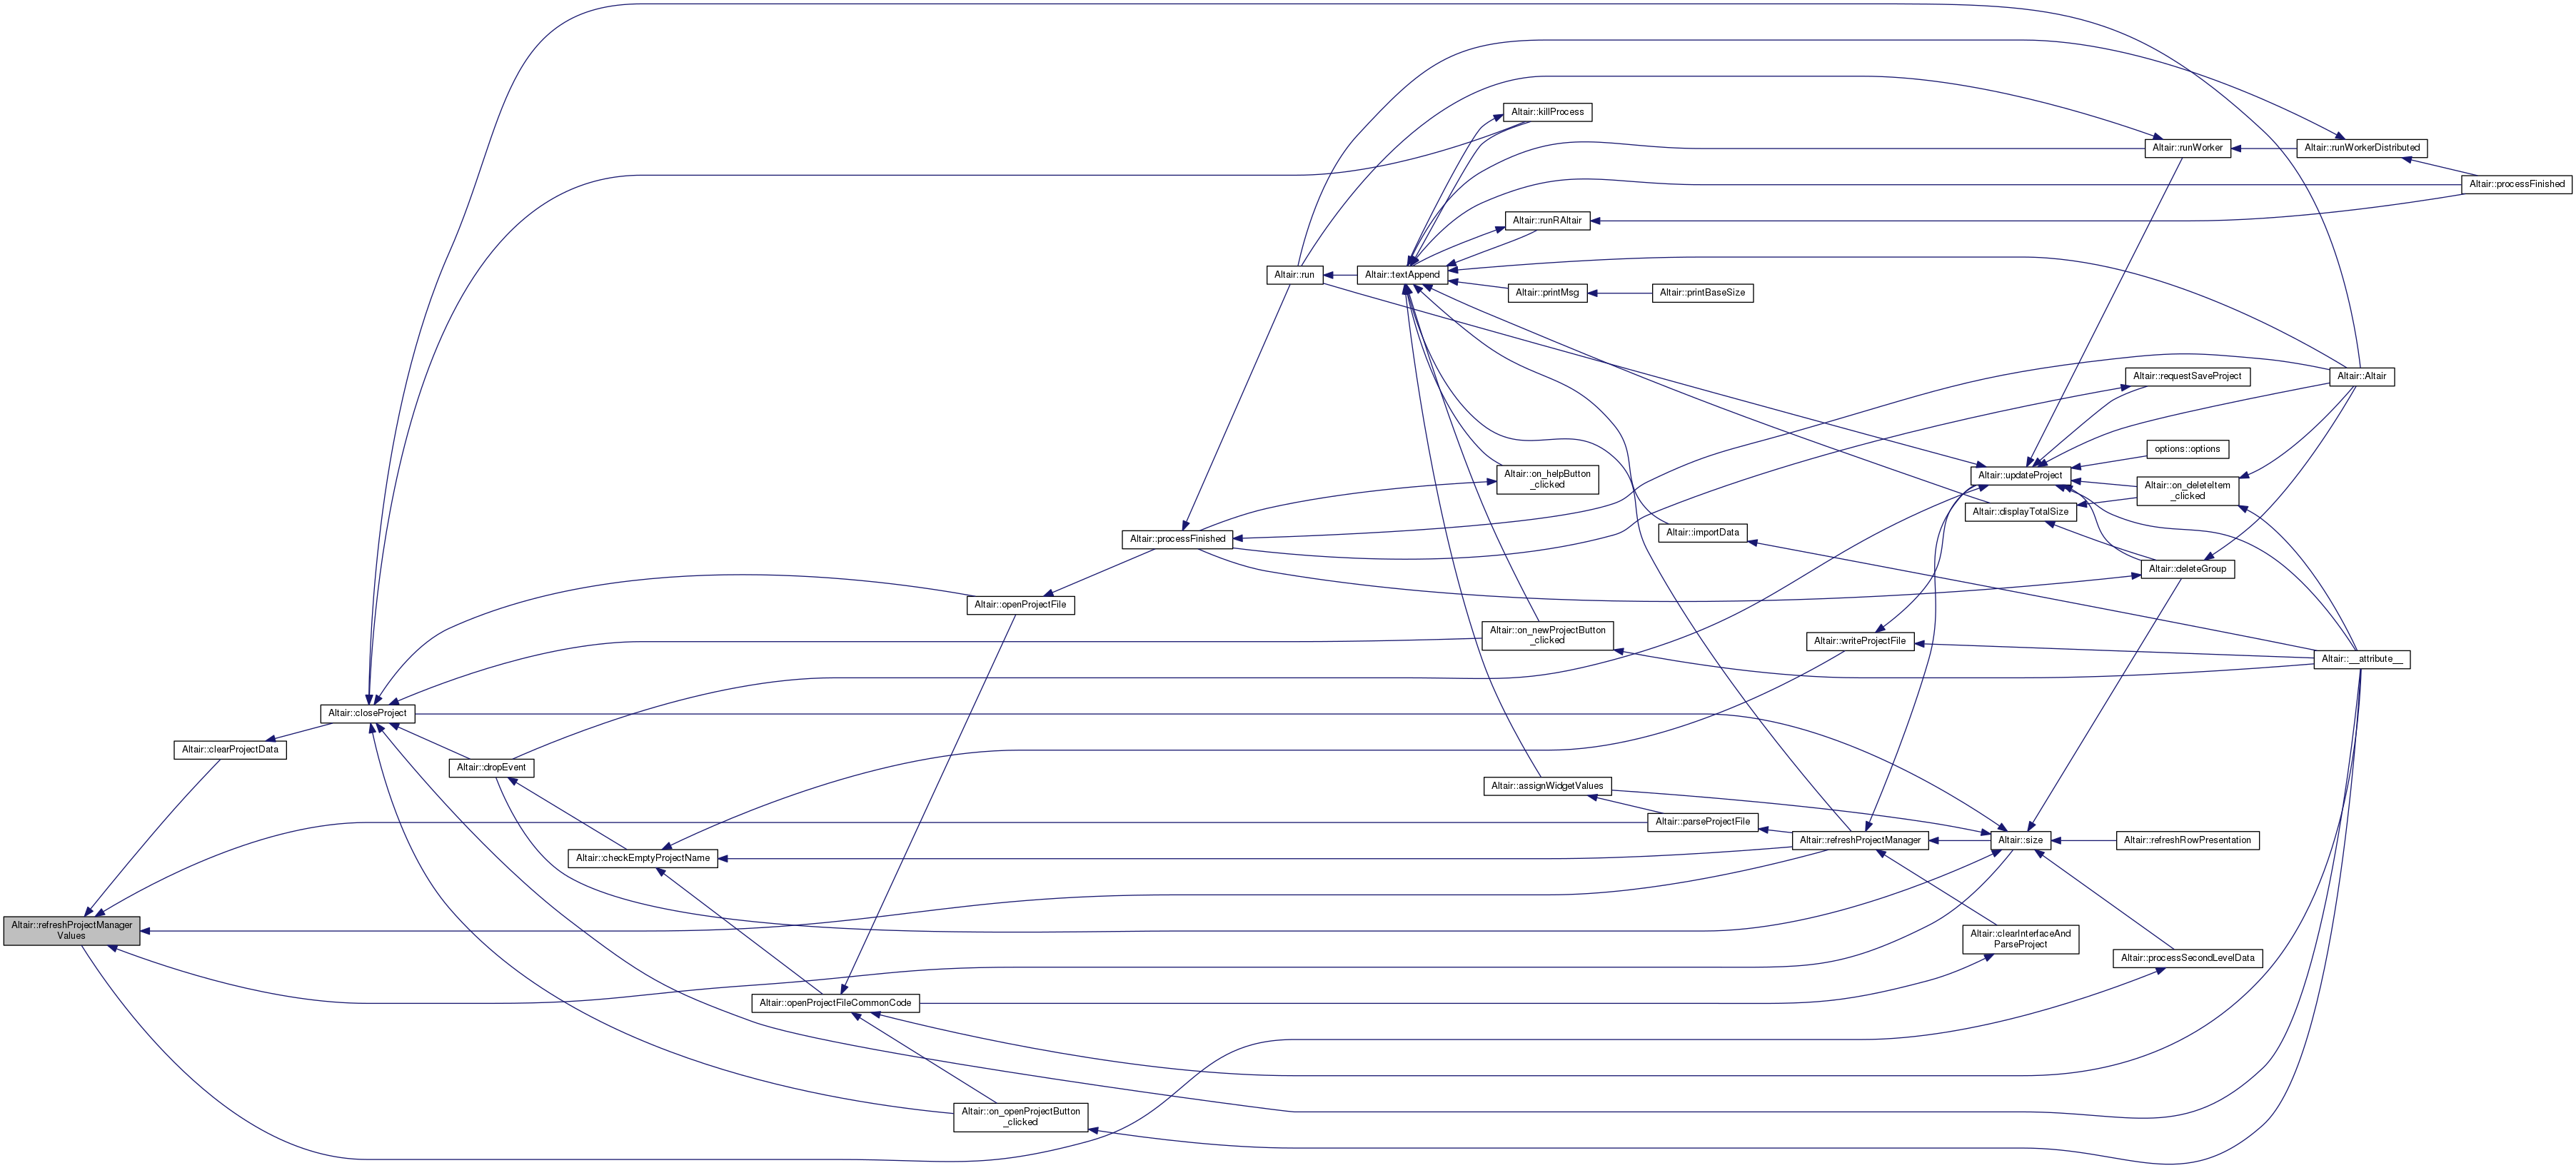 Altair::killProcess
Altair::runWorker
Altair::runWorkerDistributed
Altair::processFinished
Altair::runRAltair
Altair::run
Altair::textAppend
Altair::printMsg
Altair::printBaseSize
Altair::requestSaveProject
Altair::Altair
options::options
Altair::on_helpButton
_clicked
Altair::updateProject
Altair::on_deleteItem
_clicked
Altair::displayTotalSize
Altair::processFinished
Altair::importData
Altair::deleteGroup
Altair::openProjectFile
Altair::on_newProjectButton
_clicked
Altair::writeProjectFile
Altair::__attribute__
Altair::closeProject
Altair::clearProjectData
Altair::dropEvent
Altair::assignWidgetValues
Altair::parseProjectFile
Altair::refreshProjectManager
Altair::size
Altair::refreshRowPresentation
Altair::checkEmptyProjectName
Altair::refreshProjectManager
Values
Altair::clearInterfaceAnd
ParseProject
Altair::processSecondLevelData
Altair::openProjectFileCommonCode
Altair::on_openProjectButton
_clicked